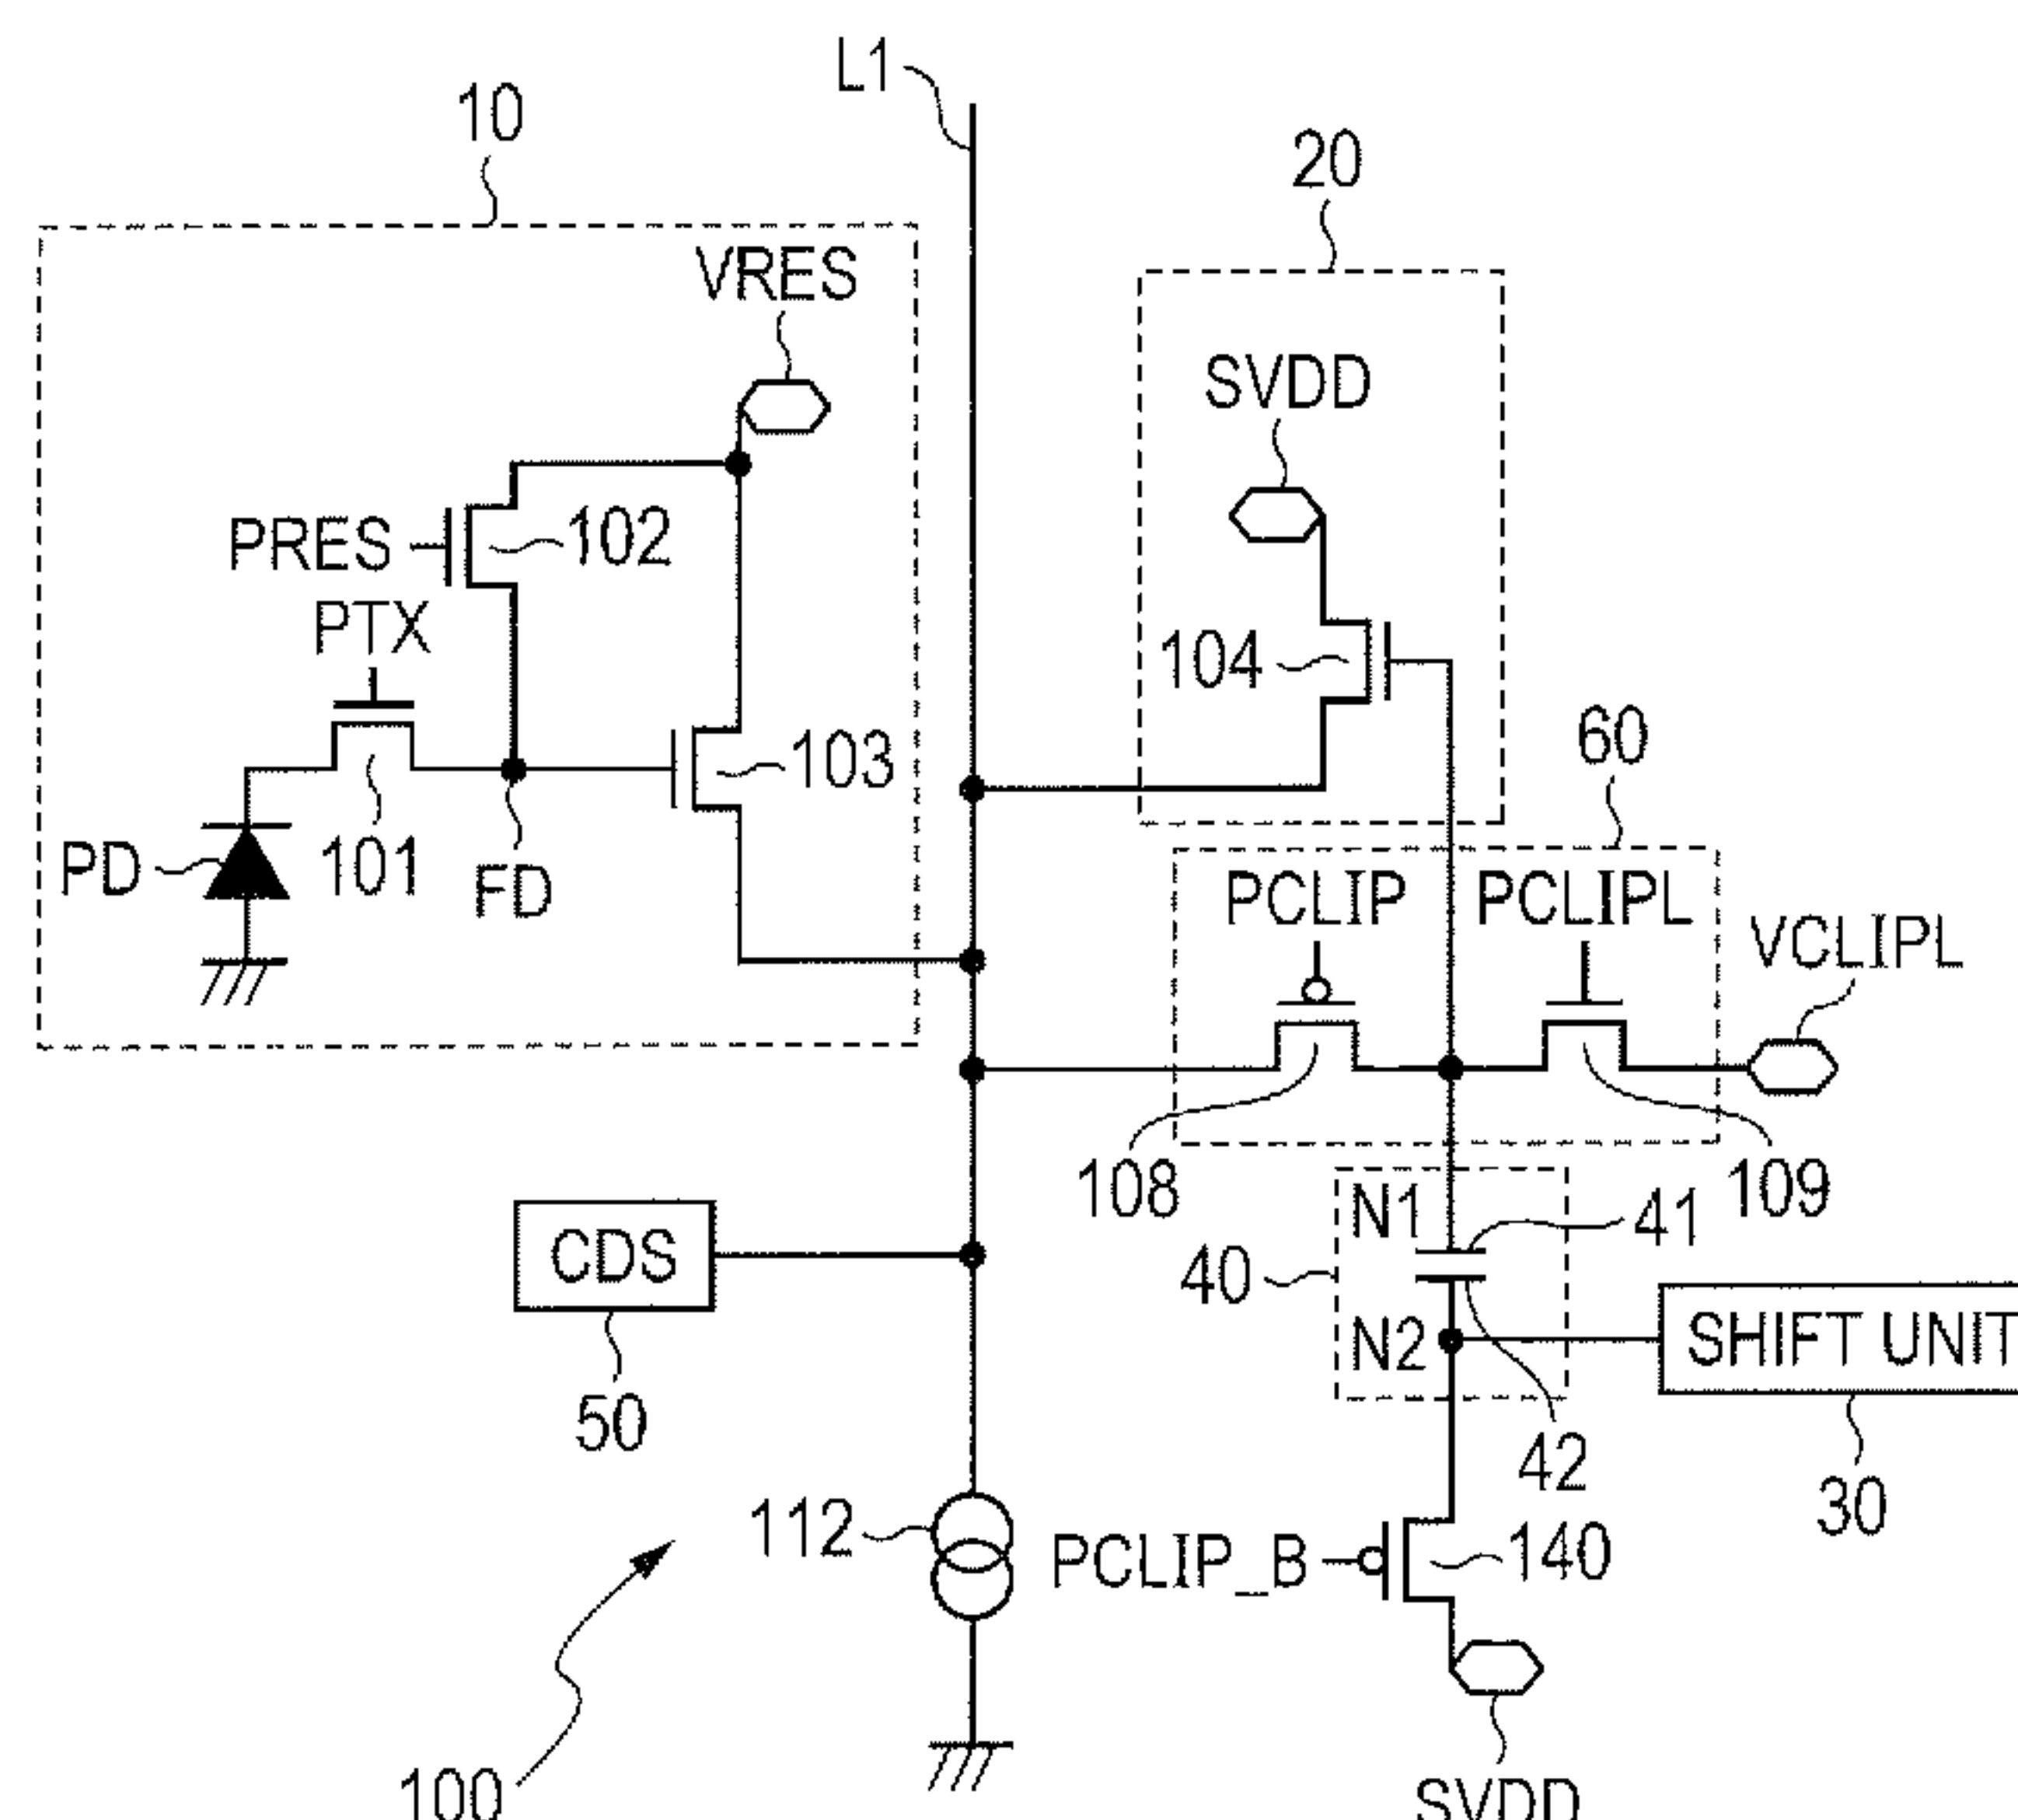 L1
10
20
VRES
SVDD
PRES
102
PTX
104
60
103
PD
101
FD
PCLIP
PCLIPL
VCLIPL
108
109
N1
41
CDS
40
N2
SHIFT UNIT
50
42
30
112
PCLIP_B
140
100
SVDD